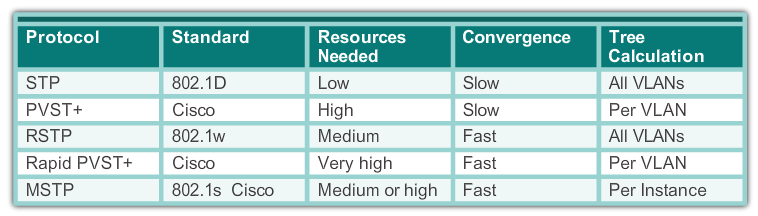 Protocol Standard Resources Needed Convergence Tree Calculation
STP 802.1D Low Slow All VLANs
PVST+ Cisco High Slow Per VLAN
RSTP 802.1w Medium Fast All VLANs
Rapid PVST+ Cisco Very high Fast Per VLAN
MSTP 802.1s Cisco Medium or high Fast Per Instance